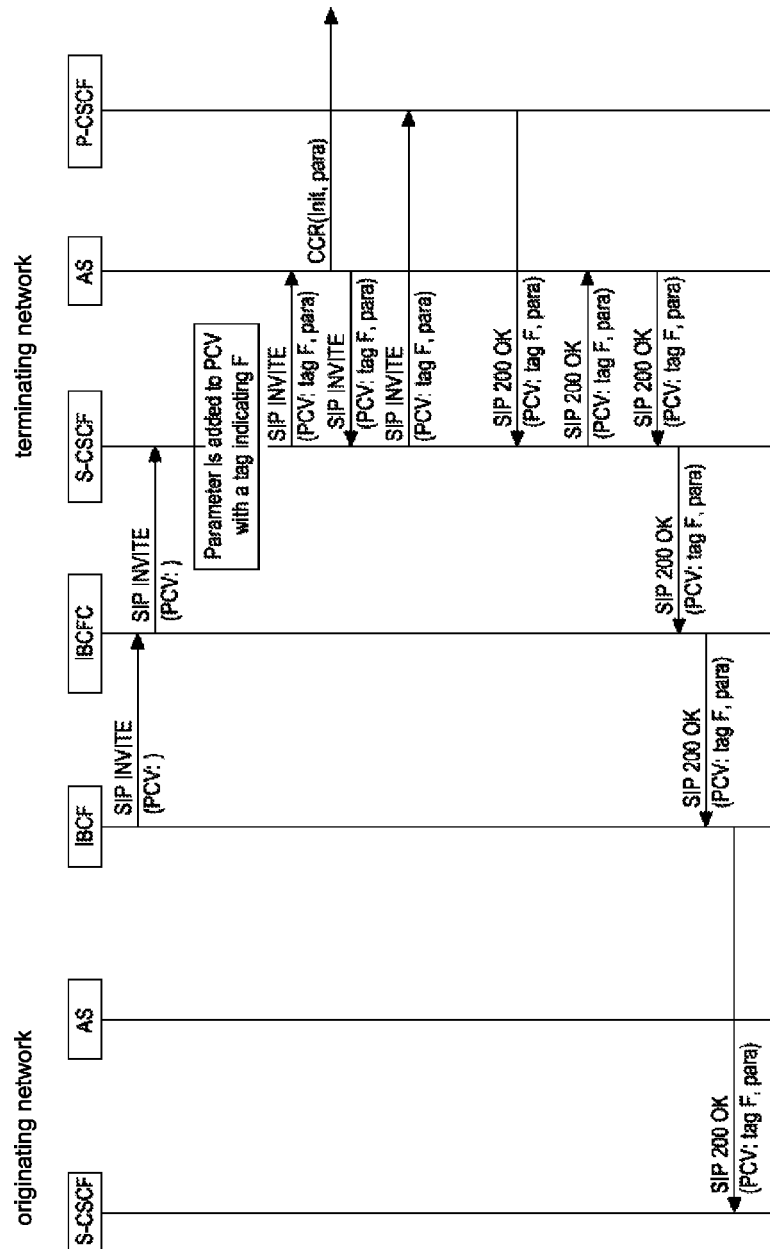 originating network
terminating network
S-CSCF
AS
IBCF
IBCFC
S-CSCF
AS
P-CSCF
SIP INVITE
(PCV: )
SIP INVITE
(PCV: )
Parameter is added to PCV
with a tag indicating F
SIP INVITE
(PCV: tag F, para)
CCR(Init, para)
SIP INVITE
(PCV: tag F, para)
SIP INVITE
(PCV: tag F, para)
SIP 200 OK
(PCV: tag F, para)
SIP 200 OK
(PCV: tag F, para)
SIP 200 OK
(PCV: tag F, para)
SIP 200 OK
(PCV: tag F, para)
SIP 200 OK
(PCV: tag F, para)
SIP 200 OK
(PCV: tag F, para)